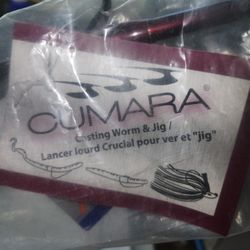 CUMARA®
Casting Worm & Jig /
Lancer lourd Crucial pour ver et "jig"